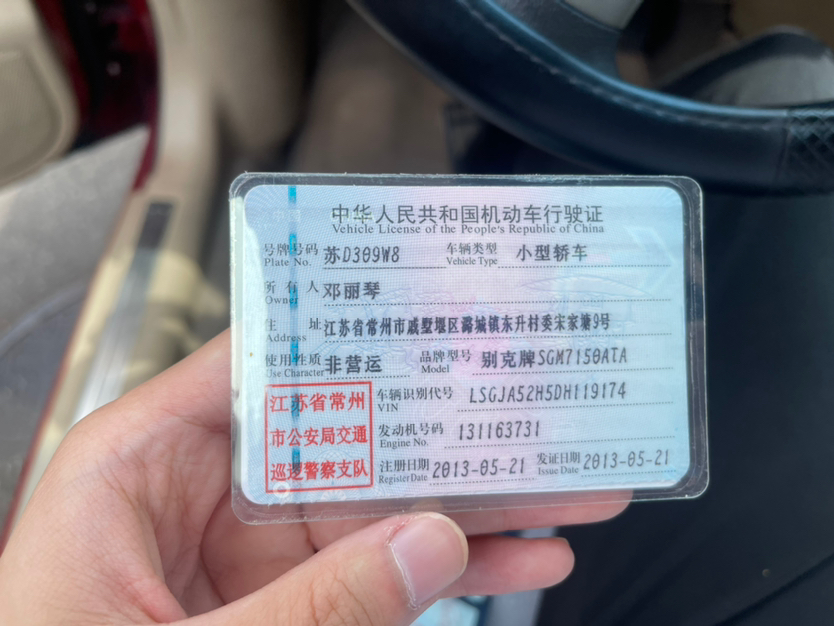 中华人民共和国机动车行驶证
Vehicle License of the People's Republic of China
号牌号码 苏D309W8 车辆类型 小型轿车
Plate No. Vehicle Type
所有人 邓丽琴
Owner
住址 江苏省常州市戚墅堰区潞城镇东升村委宋家塘9号
Address
使用性质 非营运 品牌型号 别克牌SGM7150ATA
Use Character Model
江苏省常州
市公安局交通
巡逻警察支队
车辆识别代号 LSGJA52H5DH119174
VIN
发动机号码 131163731
Engine No.
注册日期 2013-05-21 发证日期 2013-05-21
Register Date Issue Date